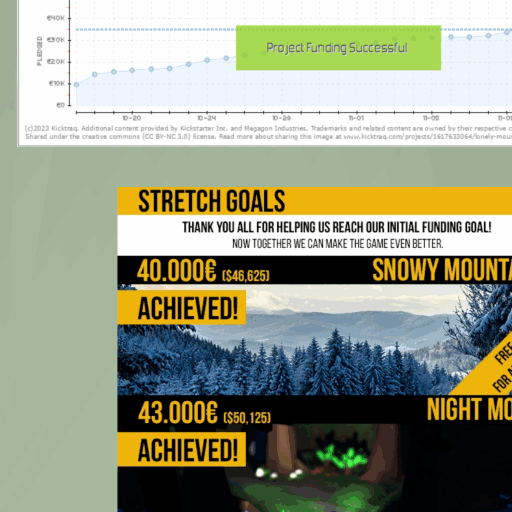 €40K
€30K
€20K
€10K
€0
PLEDGED
Project Funding Successful
10-20
10-24
10-28
11-01
11-05
11-0
(c)2023 Kicktraq. Additional content provided by Kickstarter Inc. and Megagon Industries. Trademarks and related content are owned by their respective c
Shared under the creative commons (CC BY-NC 3.0) license. Read more about sharing this image at www.kicktraq.com/projects/1617633064/lonely-mou
STRETCH GOALS
THANK YOU ALL FOR HELPING US REACH OUR INITIAL FUNDING GOAL!
NOW TOGETHER WE CAN MAKE THE GAME EVEN BETTER.
40.000€ ($46,625)
SNOWY MOUNTA
ACHIEVED!
FREE
FOR A
43.000€ ($50,125)
NIGHT MO
ACHIEVED!